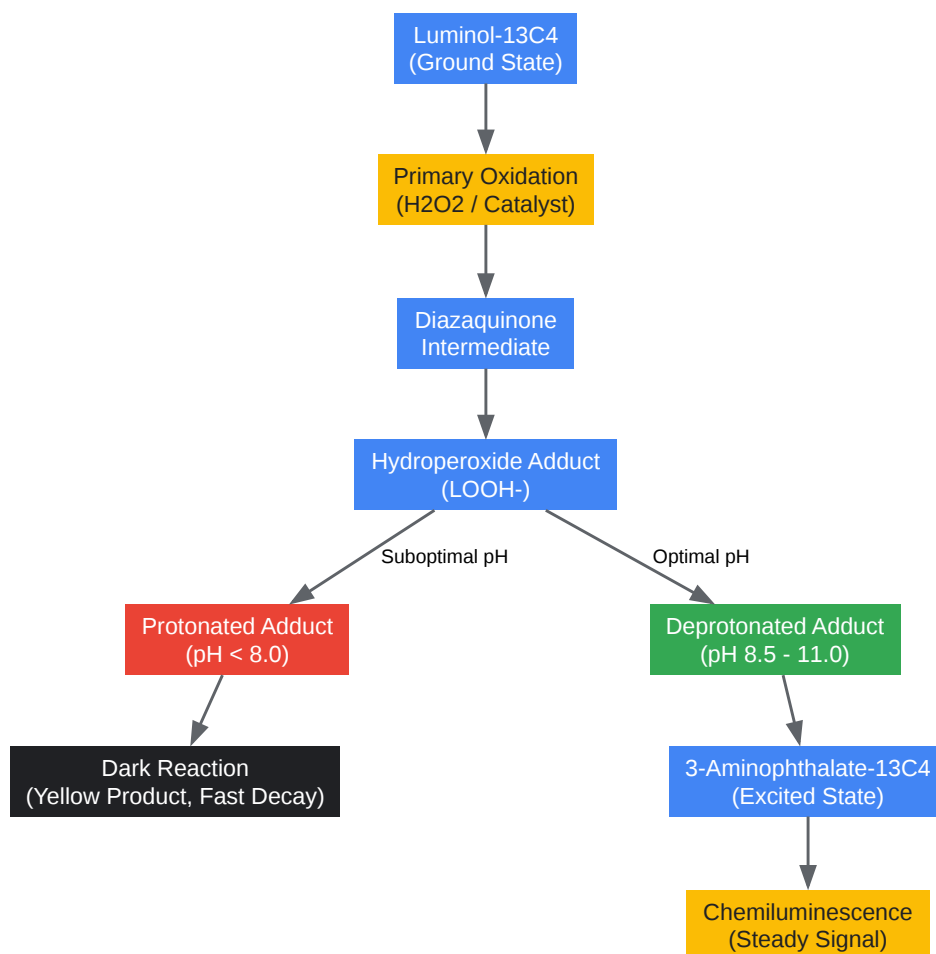 Luminol-13C4
(Ground State)
Primary Oxidation
(H2O2 / Catalyst)
Diazaquinone
Intermediate
Hydroperoxide Adduct
(LOOH-)
Suboptimal pH
Optimal pH
Protonated Adduct
(pH < 8.0)
Deprotonated Adduct
(pH 8.5 - 11.0)
Dark Reaction
(Yellow Product, Fast Decay)
3-Aminophthalate-13C4
(Excited State)
Chemiluminescence
(Steady Signal)